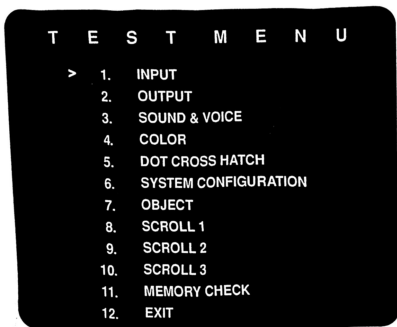 T E S T M E N U
> 1. INPUT
2. OUTPUT
3. SOUND & VOICE
4. COLOR
5. DOT CROSS HATCH
6. SYSTEM CONFIGURATION
7. OBJECT
8. SCROLL 1
9. SCROLL 2
10. SCROLL 3
11. MEMORY CHECK
12. EXIT